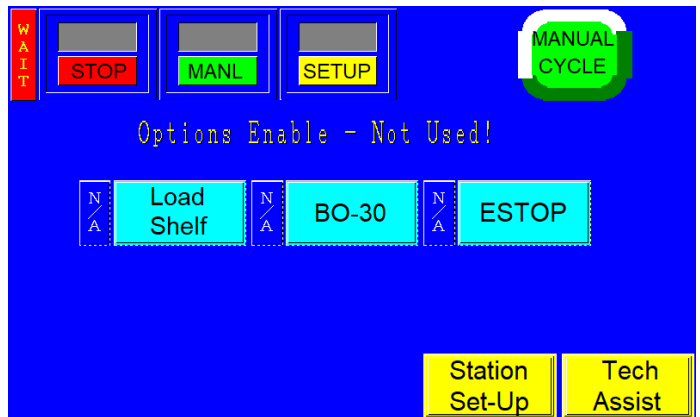 WAIT
STOP
MANL
SETUP
MANUAL
CYCLE
Options Enable - Not Used!
N/A
Load
Shelf
N/A
BO-30
N/A
ESTOP
Station
Set-Up
Tech
Assist